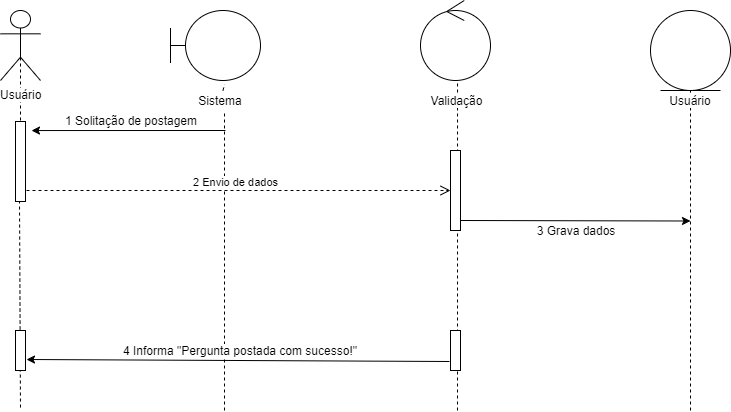 Usuário
Sistema
Validação
Usuário
1 Solitação de postagem
2 Envio de dados
3 Grava dados
4 Informa "Pergunta postada com sucesso!"